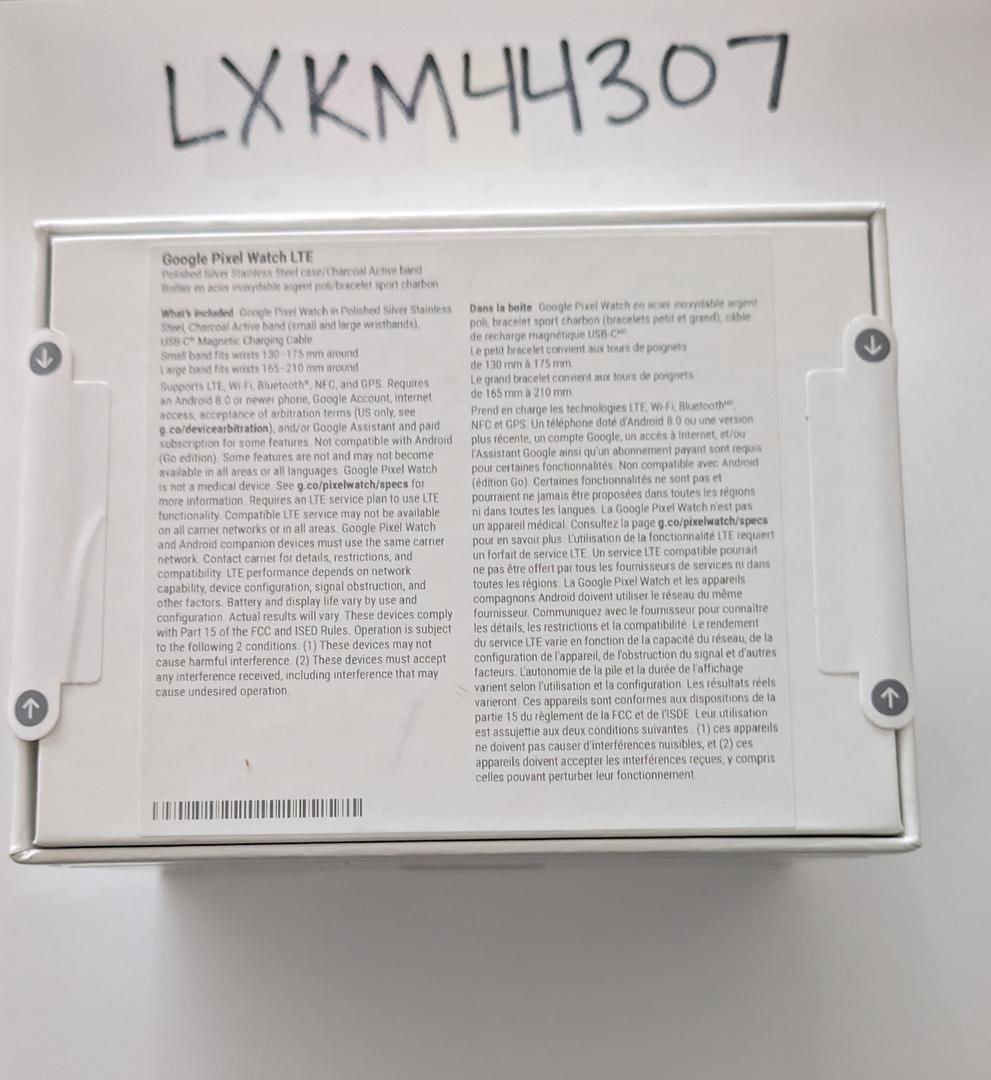 LXKM44307
Google Pixel Watch LTE
Polished Silver Stainless Steel case/Charcoal Active band
Boîtier en acier inoxydable argent poli/bracelet sport charbon
What's included Google Pixel Watch in Polished Silver Stainless
Steel, Charcoal Active band (small and large wristbands),
USB-C® Magnetic Charging Cable
Small band fits wrists 130-175 mm around
Large band fits wrists 165-210 mm around
Supports LTE, Wi-Fi, Bluetooth®, NFC, and GPS. Requires
an Android 8.0 or newer phone, Google Account, internet
access, acceptance of arbitration terms (US only, see
g.co/devicearbitration), and/or Google Assistant and paid
subscription for some features. Not compatible with Android
(Go edition). Some features are not and may not become
available in all areas or all languages. Google Pixel Watch
is not a medical device. See g.co/pixelwatch/specs for
more information. Requires an LTE service plan to use LTE
functionality. Compatible LTE service may not be available
on all carrier networks or in all areas. Google Pixel Watch
and Android companion devices must use the same carrier
network. Contact carrier for details, restrictions, and
compatibility. LTE performance depends on network
capability, device configuration, signal obstruction, and
other factors. Battery and display life vary by use and
configuration. Actual results will vary. These devices comply
with Part 15 of the FCC and ISED Rules. Operation is subject
to the following 2 conditions: (1) These devices may not
cause harmful interference. (2) These devices must accept
any interference received, including interference that may
cause undesired operation.
Dans la boîte Google Pixel Watch en acier inoxydable argent
poli, bracelet sport charbon (bracelets petit et grand), câble
de recharge magnétique USB-Cᴹᴰ
Le petit bracelet convient aux tours de poignets
de 130 mm à 175 mm.
Le grand bracelet convient aux tours de poignets
de 165 mm à 210 mm.
Prend en charge les technologies LTE, Wi-Fi, Bluetoothᴹᴰ,
NFC et GPS. Un téléphone doté d'Android 8.0 ou une version
plus récente, un compte Google, un accès à Internet, et/ou
l'Assistant Google ainsi qu'un abonnement payant sont requis
pour certaines fonctionnalités. Non compatible avec Android
(édition Go). Certaines fonctionnalités ne sont pas et
pourraient ne jamais être proposées dans toutes les régions
ni dans toutes les langues. La Google Pixel Watch n'est pas
un appareil médical. Consultez la page g.co/pixelwatch/specs
pour en savoir plus. L'utilisation de la fonctionnalité LTE requiert
un forfait de service LTE. Un service LTE compatible pourrait
ne pas être offert par tous les fournisseurs de services ni dans
toutes les régions. La Google Pixel Watch et les appareils
compagnons Android doivent utiliser le réseau du même
fournisseur. Communiquez avec le fournisseur pour connaître
les détails, les restrictions et la compatibilité. Le rendement
du service LTE varie en fonction de la capacité du réseau, de la
configuration de l'appareil, de l'obstruction du signal et d'autres
facteurs. L'autonomie de la pile et la durée de l'affichage
varient selon l'utilisation et la configuration. Les résultats réels
varieront. Ces appareils sont conformes aux dispositions de la
partie 15 du règlement de la FCC et de l'ISDE. Leur utilisation
est assujettie aux deux conditions suivantes : (1) ces appareils
ne doivent pas causer d'interférences nuisibles, et (2) ces
appareils doivent accepter les interférences reçues, y compris
celles pouvant perturber leur fonctionnement.